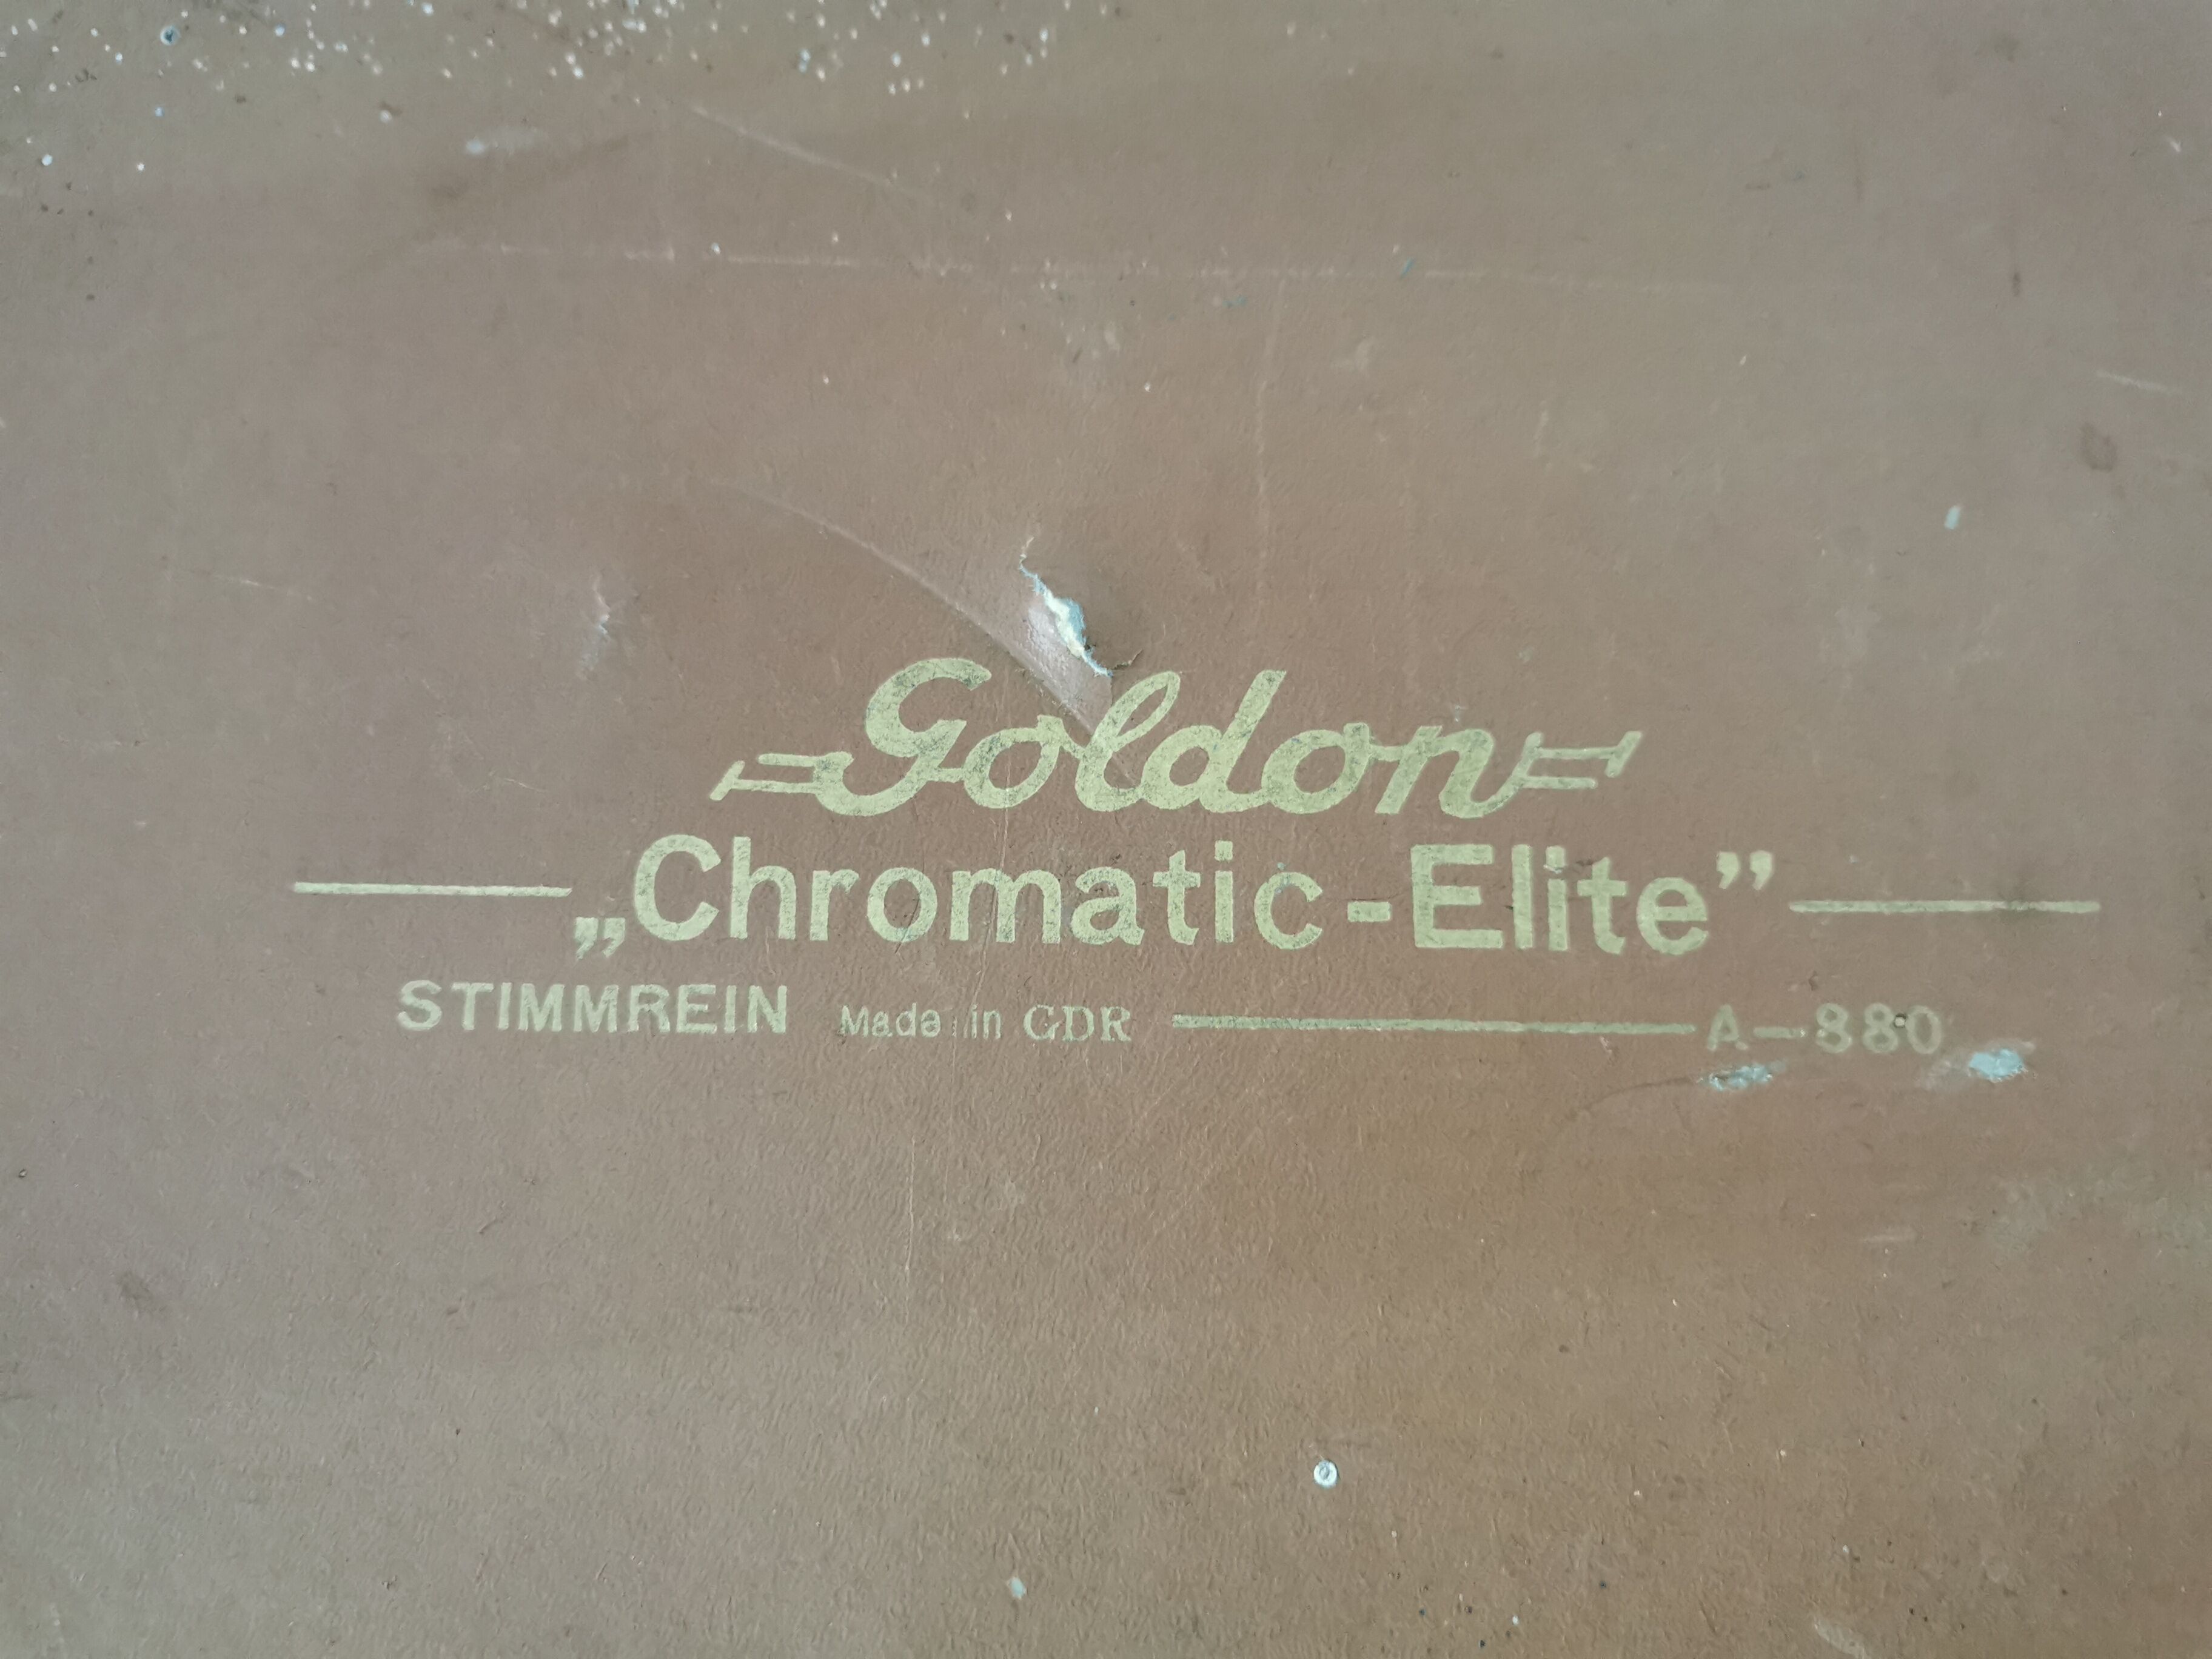 Goldon
„Chromatic-Elite”
STIMMREIN Made in GDR A-880